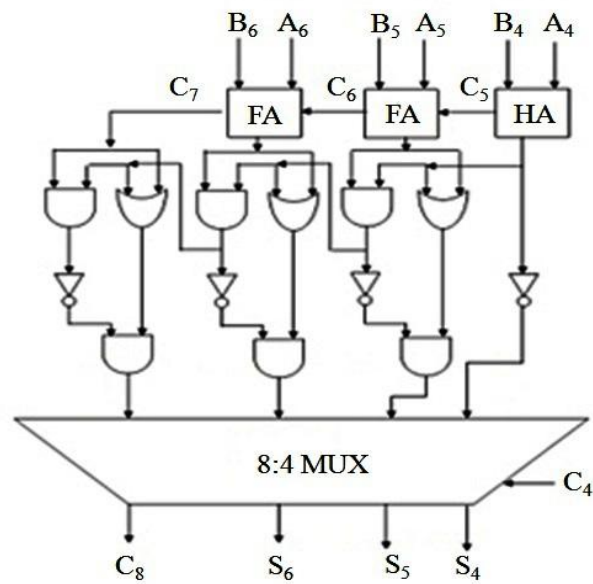 B₆ A₆ B₅ A₅ B₄ A₄
C₇ C₆ C₅
FA FA HA
8:4 MUX
C₄
C₈ S₆ S₅ S₄